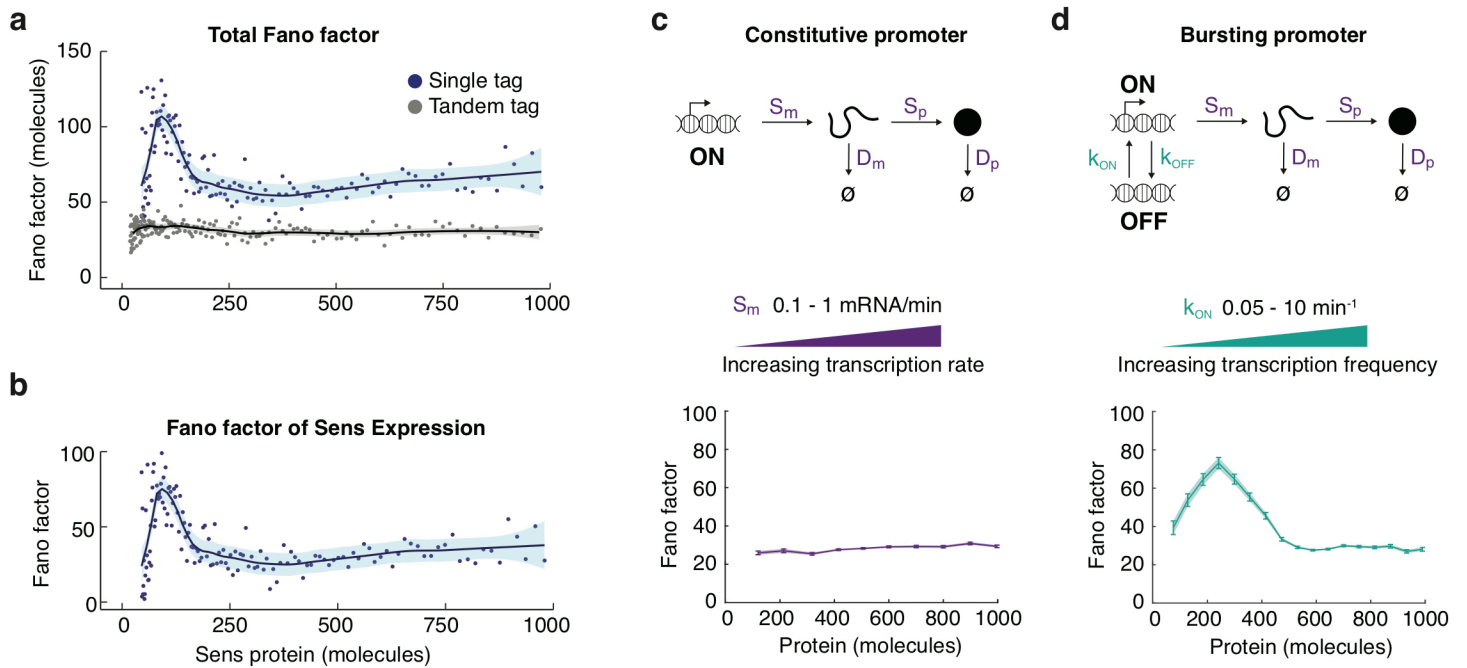 a
Total Fano factor
150
100
50
0
Fano factor (molecules)
Single tag
Tandem tag
0 250 500 750 1000
b
Fano factor of Sens Expression
100
50
0
Fano factor
0 250 500 750 1000
Sens protein (molecules)
c
Constitutive promoter
Sm Sp
ON
Dm Dp
ø ø
Sm 0.1 - 1 mRNA/min
Increasing transcription rate
100
80
60
40
20
0
Fano factor
0 200 400 600 800 1000
Protein (molecules)
d
Bursting promoter
ON
Sm Sp
kON kOFF
Dm Dp
OFF
ø ø
kON 0.05 - 10 min-1
Increasing transcription frequency
100
80
60
40
20
0
Fano factor
0 200 400 600 800 1000
Protein (molecules)